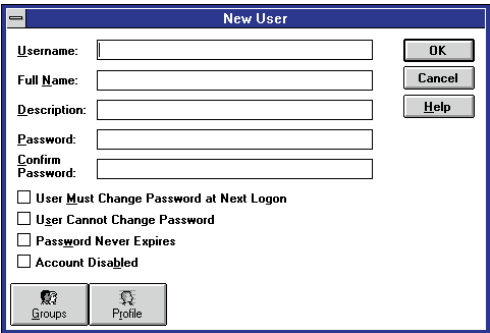 New User
Username:
OK
Full Name:
Cancel
Description:
Help
Password:
Confirm
Password:
User Must Change Password at Next Logon
User Cannot Change Password
Password Never Expires
Account Disabled
Groups
Profile